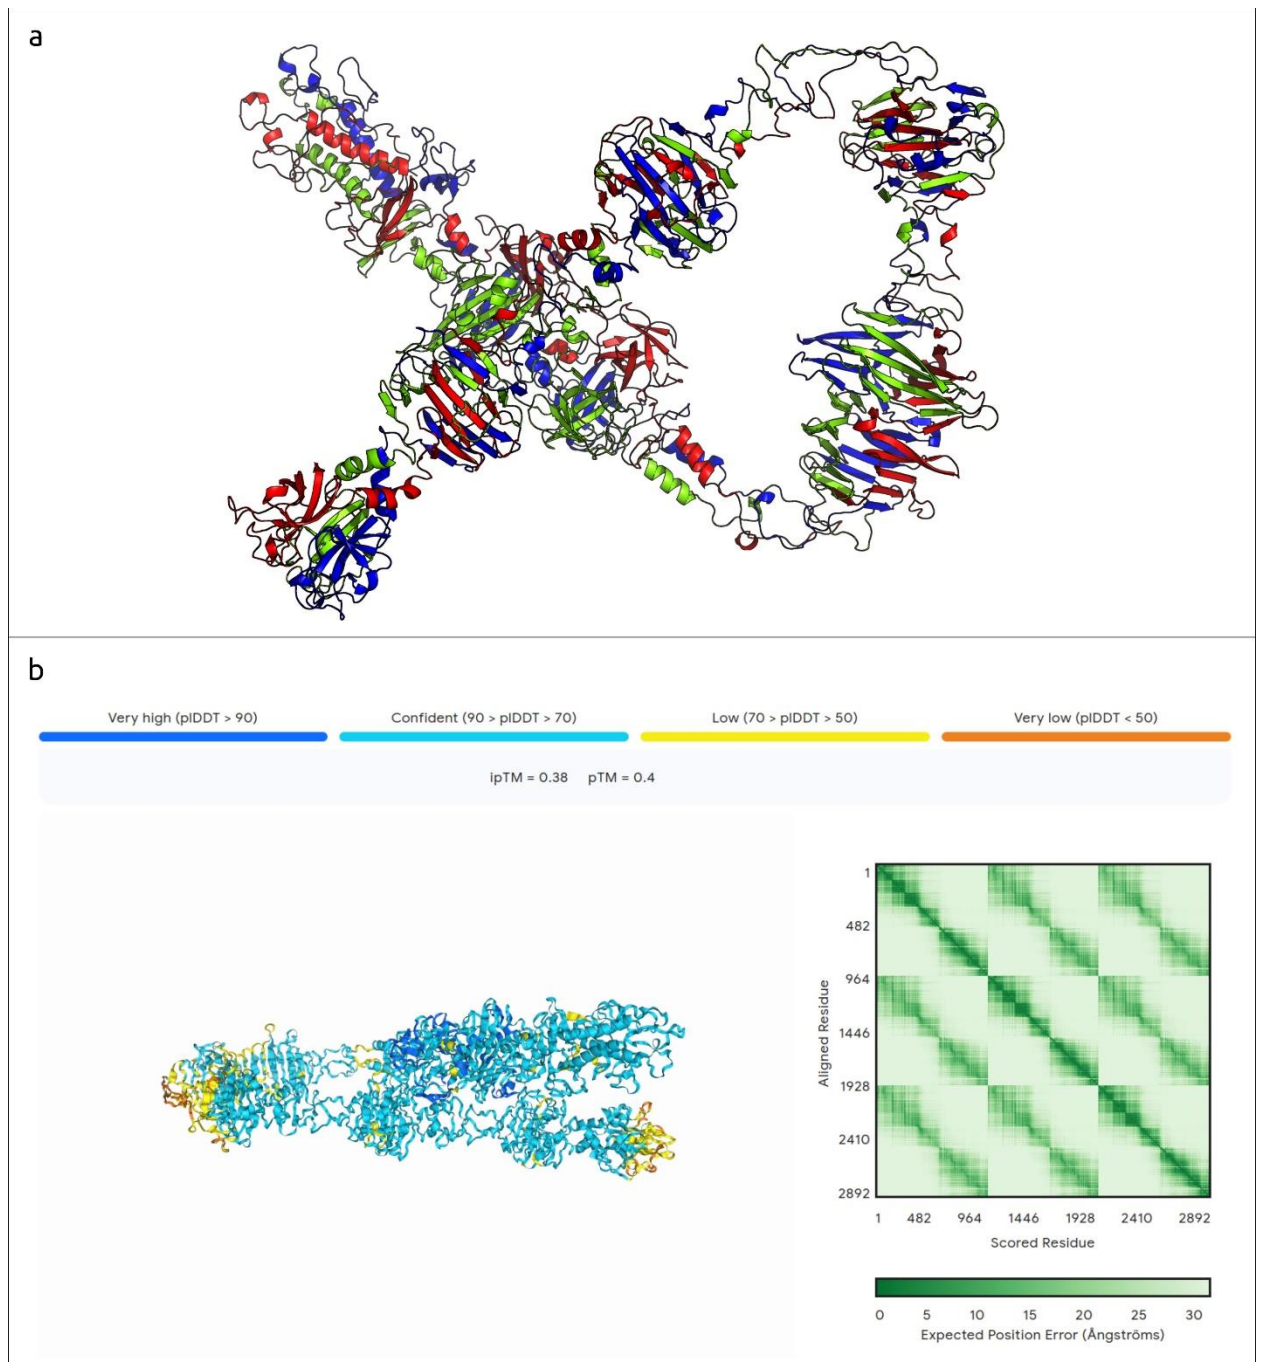 a
b
Very high (pIDDT > 90)
Confident (90 > pIDDT > 70)
Low (70 > pIDDT > 50)
Very low (pIDDT < 50)
ipTM = 0.38 pTM = 0.4
1
482
964
1446
1928
2410
2892
Aligned Residue
1 482 964 1446 1928 2410 2892
Scored Residue
0 5 10 15 20 25 30
Expected Position Error (Ångströms)